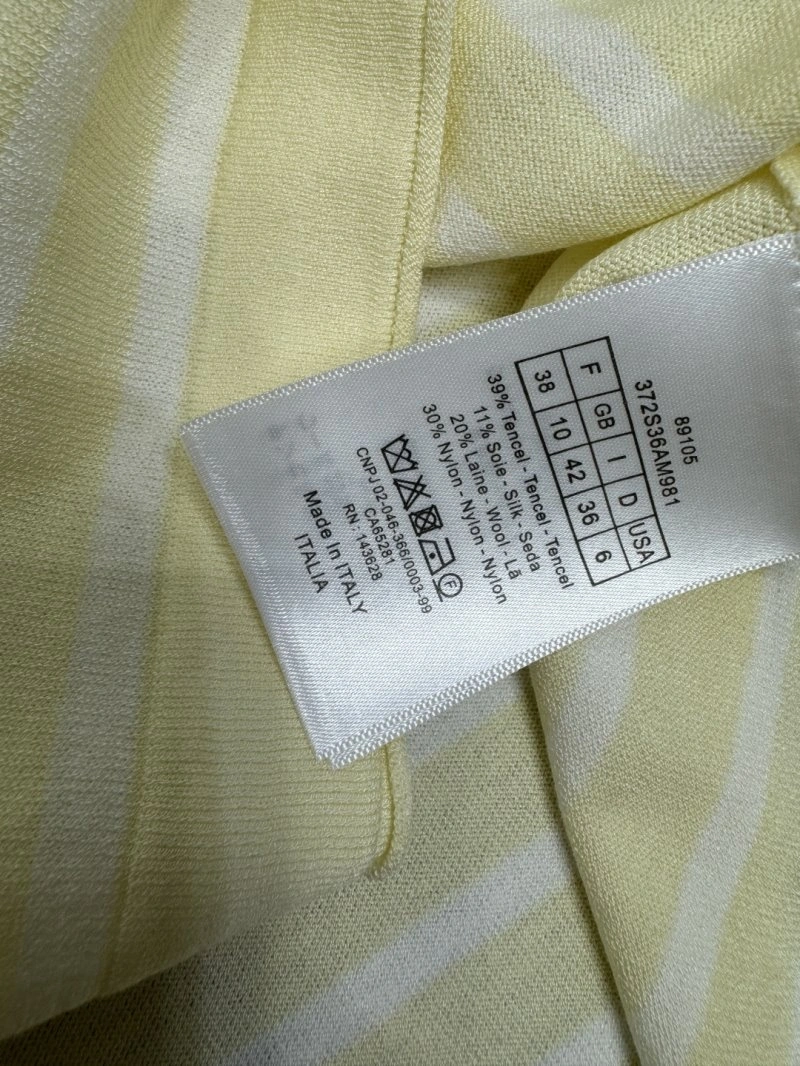 89105
372S36AM981
F GB I D USA
38 10 42 36 6
39% Tencel - Tencel - Tencel
11% Soie - Silk - Seda
20% Laine - Wool - Lã
30% Nylon - Nylon - Nylon
F
CNPJ 02-046-366/0003-99
CA65281
RN - 143628
Made In ITALY
ITALIA